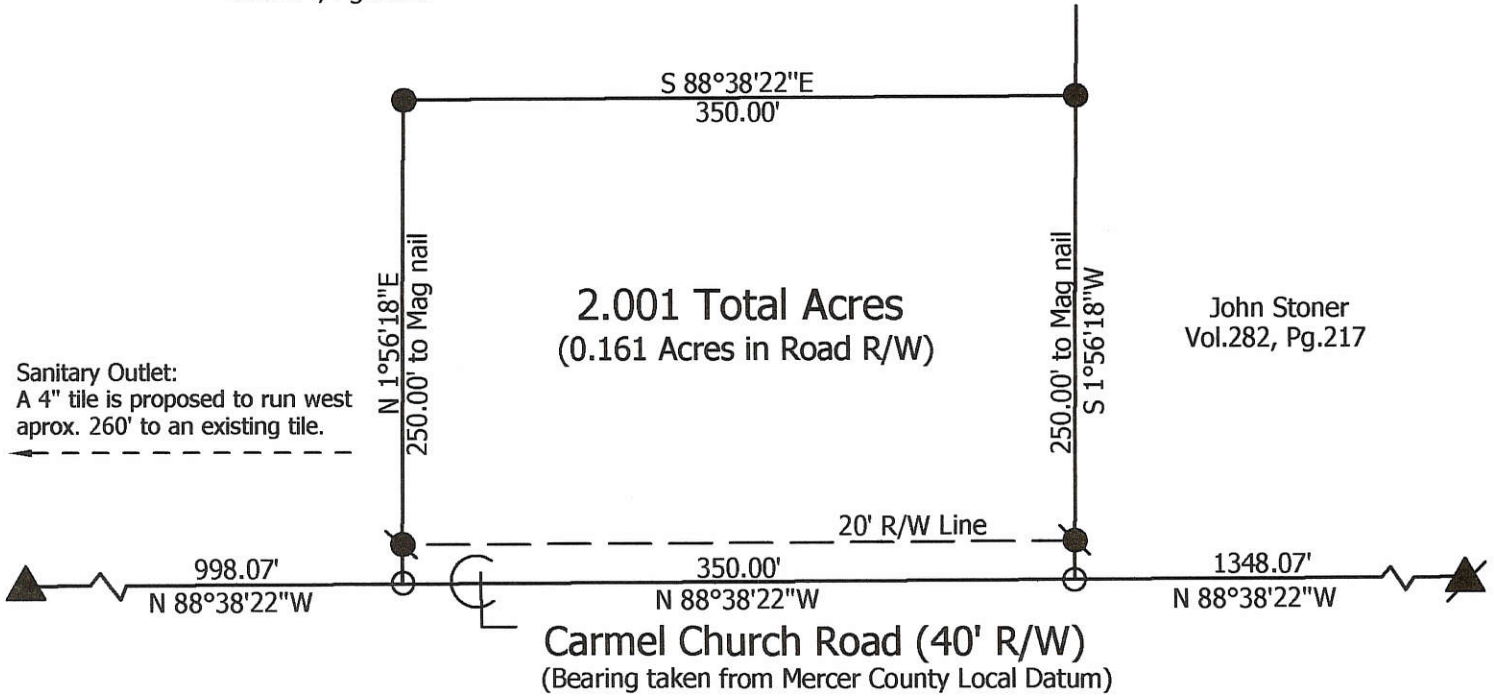 S 88°38'22"E
350.00'
N 1°56'18"E
250.00' to Mag nail
2.001 Total Acres
(0.161 Acres in Road R/W)
250.00' to Mag nail
S 1°56'18"W
John Stoner
Vol.282, Pg.217
Sanitary Outlet:
A 4" tile is proposed to run west
aprox. 260' to an existing tile.
20' R/W Line
998.07'
N 88°38'22"W
350.00'
N 88°38'22"W
1348.07'
N 88°38'22"W
Carmel Church Road (40' R/W)
(Bearing taken from Mercer County Local Datum)